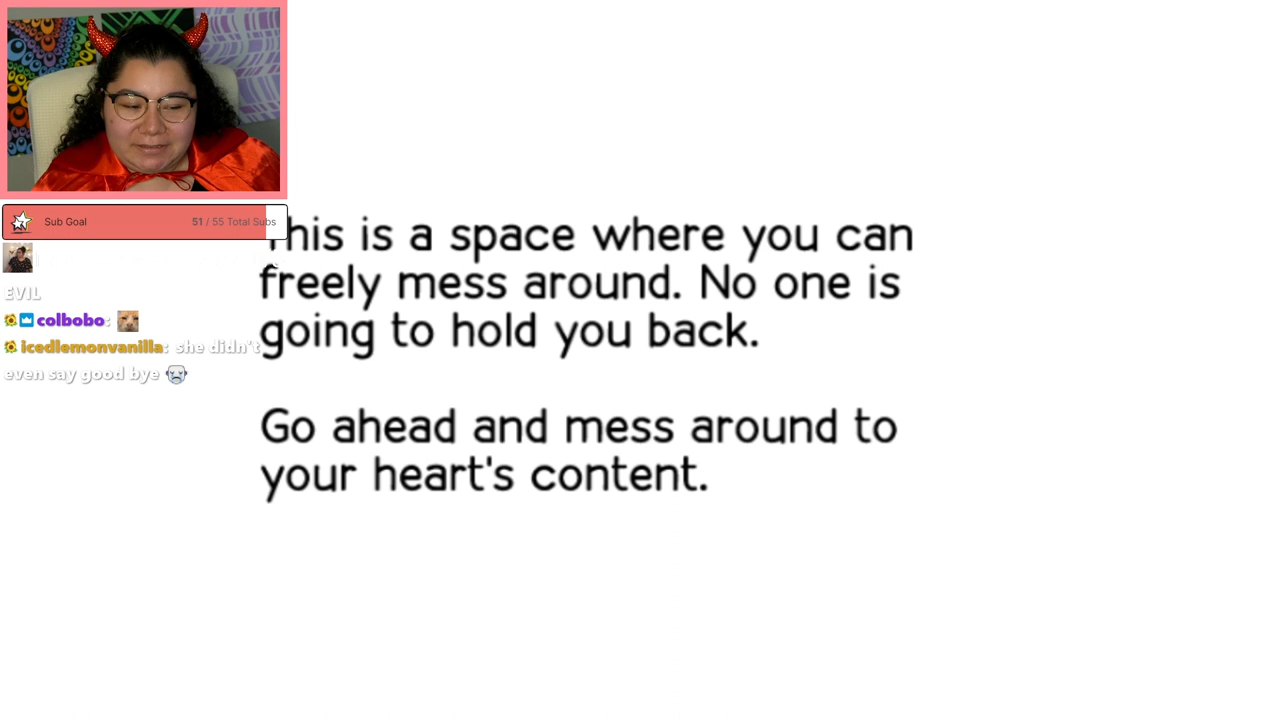 Sub Goal 51 / 55 Total Subs
EVIL
colbobo:
icedlemonvanilla: she didn't
even say good bye
This is a space where you can
freely mess around. No one is
going to hold you back.
Go ahead and mess around to
your heart's content.